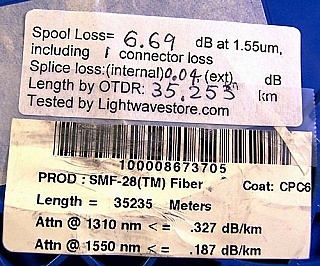 Spool Loss= 6.69 dB at 1.55um,
including 1 connector loss
Splice loss:(internal)0.04,(ext) dB
Length by OTDR: 35.253 km
Tested by Lightwavestore.com
100008673705
PROD : SMF-28(TM) Fiber Coat: CPC6
Length = 35235 Meters
Attn @ 1310 nm < = .327 dB/km
Attn @ 1550 nm < = .187 dB/km